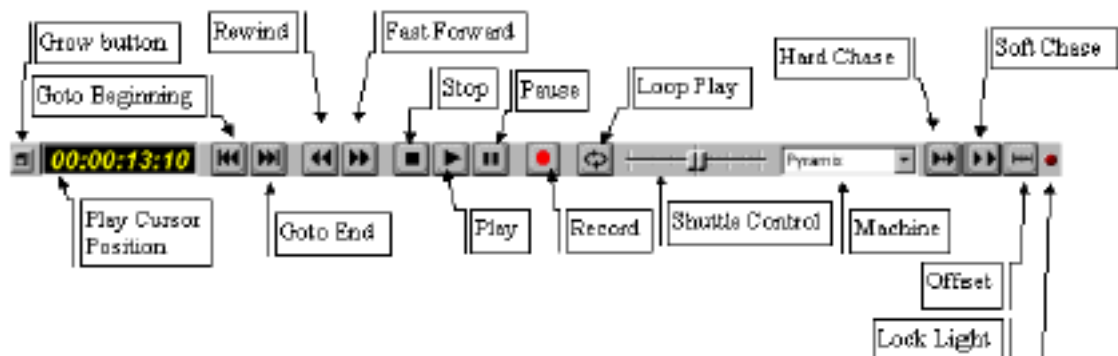 Grow button
Rewind
Fast Forward
Soft Chase
Hard Chase
Goto Beginning
Stop
Pause
Loop Play
00:00:13:10
Pyramix
Play Cursor
Position
Goto End
Play
Record
Shuttle Control
Machine
Offset
Lock Light